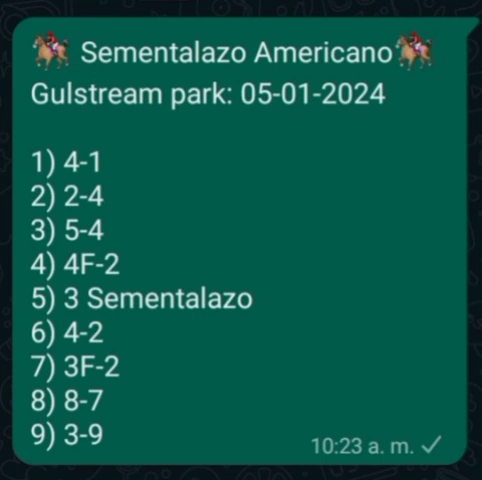 🏇 Sementalazo Americano🏇
Gulstream park: 05-01-2024
1) 4-1
2) 2-4
3) 5-4
4) 4F-2
5) 3 Sementalazo
6) 4-2
7) 3F-2
8) 8-7
9) 3-9
10:23 a. m. ✓